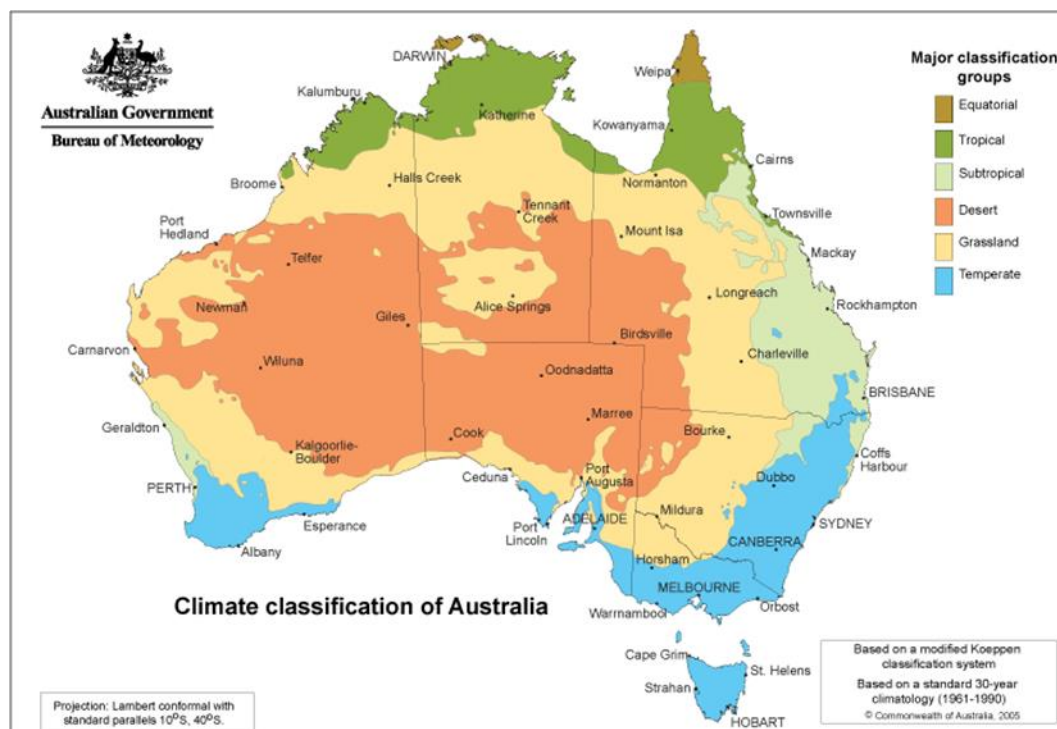 Australian Government
Bureau of Meteorology
Major classification
groups
Equatorial
Tropical
Subtropical
Desert
Grassland
Temperate
DARWIN
Weipa
Kalumburu
Katherine
Kowanyama
Cairns
Halls Creek
Normanton
Broome
Tennant
Creek
Townsville
Port
Hedland
Mount Isa
Mackay
Telfer
Newman
Alice Springs
Longreach
Rockhampton
Giles
Birdsville
Carnarvon
Wiluna
Oodnadatta
Charleville
BRISBANE
Marree
Geraldton
Cook
Bourke
Kalgoorlie-
Boulder
Coffs
Harbour
Ceduna
Port
Augusta
Dubbo
PERTH
Mildura
SYDNEY
Esperance
Port
Lincoln
ADELAIDE
CANBERRA
Albany
Horsham
MELBOURNE
Orbost
Warrnambool
Climate classification of Australia
Cape Grim
St. Helens
Strahan
HOBART
Based on a modified Koeppen
classification system
Based on a standard 30-year
climatology (1961-1990)
© Commonwealth of Australia, 2005
Projection: Lambert conformal with
standard parallels 10°S, 40°S.